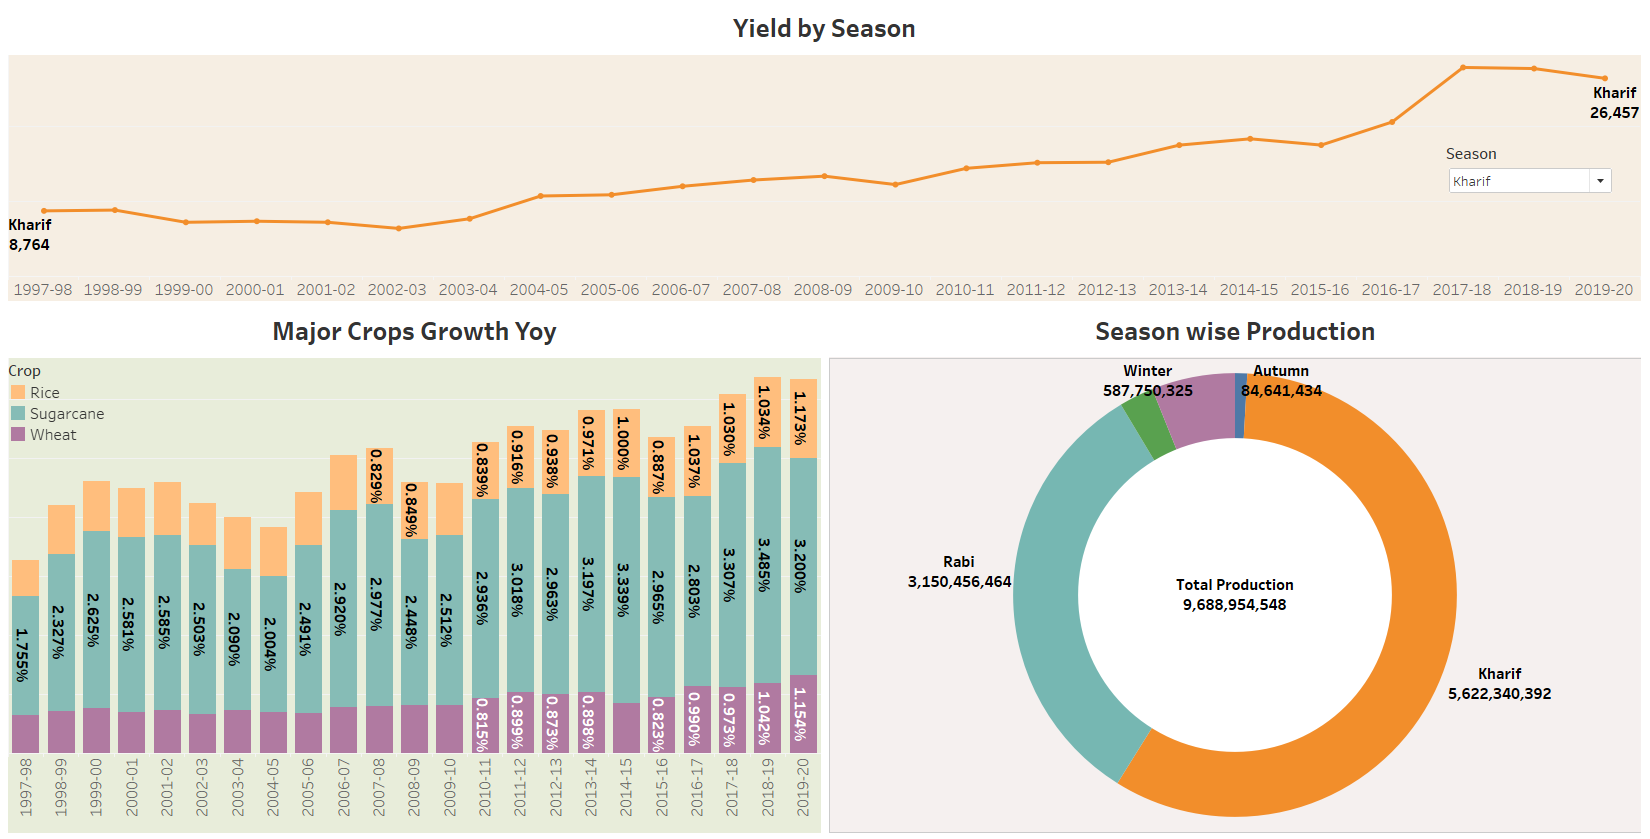 Yield by Season
Kharif
26,457
Season
Kharif
Kharif
8,764
1997-98 1998-99 1999-00 2000-01 2001-02 2002-03 2003-04 2004-05 2005-06 2006-07 2007-08 2008-09 2009-10 2010-11 2011-12 2012-13 2013-14 2014-15 2015-16 2016-17 2017-18 2018-19 2019-20
Major Crops Growth Yoy
Crop
Rice
Sugarcane
Wheat
0.829% 0.849% 0.839% 0.916% 0.938% 0.971% 1.000% 0.887% 1.037% 1.030% 1.034% 1.173%
1.755% 2.327% 2.625% 2.581% 2.585% 2.503% 2.090% 2.004% 2.491% 2.920% 2.977% 2.448% 2.512% 2.936% 3.018% 2.963% 3.197% 3.339% 2.965% 2.803% 3.307% 3.485% 3.200%
0.815% 0.899% 0.873% 0.898% 0.823% 0.990% 0.973% 1.042% 1.154%
1997-98 1998-99 1999-00 2000-01 2001-02 2002-03 2003-04 2004-05 2005-06 2006-07 2007-08 2008-09 2009-10 2010-11 2011-12 2012-13 2013-14 2014-15 2015-16 2016-17 2017-18 2018-19 2019-20
Season wise Production
Winter
587,750,325
Autumn
84,641,434
Rabi
3,150,456,464
Total Production
9,688,954,548
Kharif
5,622,340,392